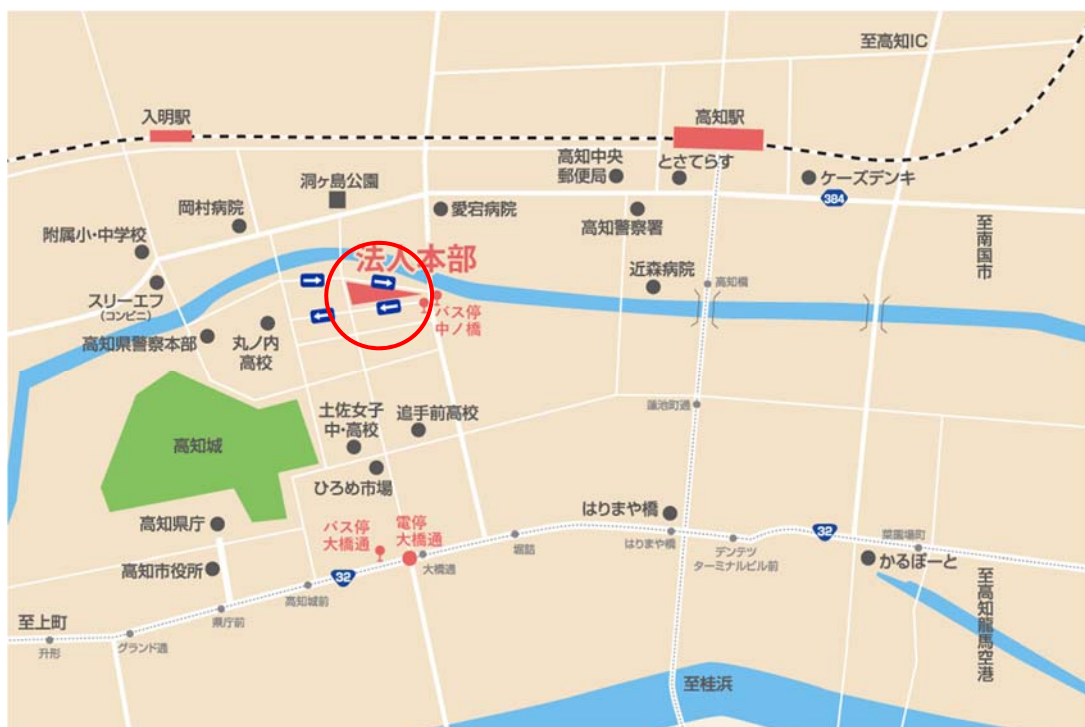 至高知IC
入明駅
高知駅
高知中央
郵便局
とさてらす
ケーズデンキ
洞ヶ島公園
岡村病院
愛宕病院
384
高知警察署
至南国市
附属小・中学校
法人本部
近森病院
高知橋
スリーエフ
(コンビニ)
バス停
中ノ橋
高知県警察本部
丸ノ内
高校
蓮池町通
土佐女子
中・高校
追手前高校
高知城
ひろめ市場
はりまや橋
高知県庁
バス停
大橋通
電停
大橋通
堀詰
はりまや橋
デンテツ
ターミナルビル前
32
菜園場町
かるぽーと
高知市役所
32
大橋通
高知城前
至高知龍馬空港
至上町
県庁前
升形
グランド通
至桂浜